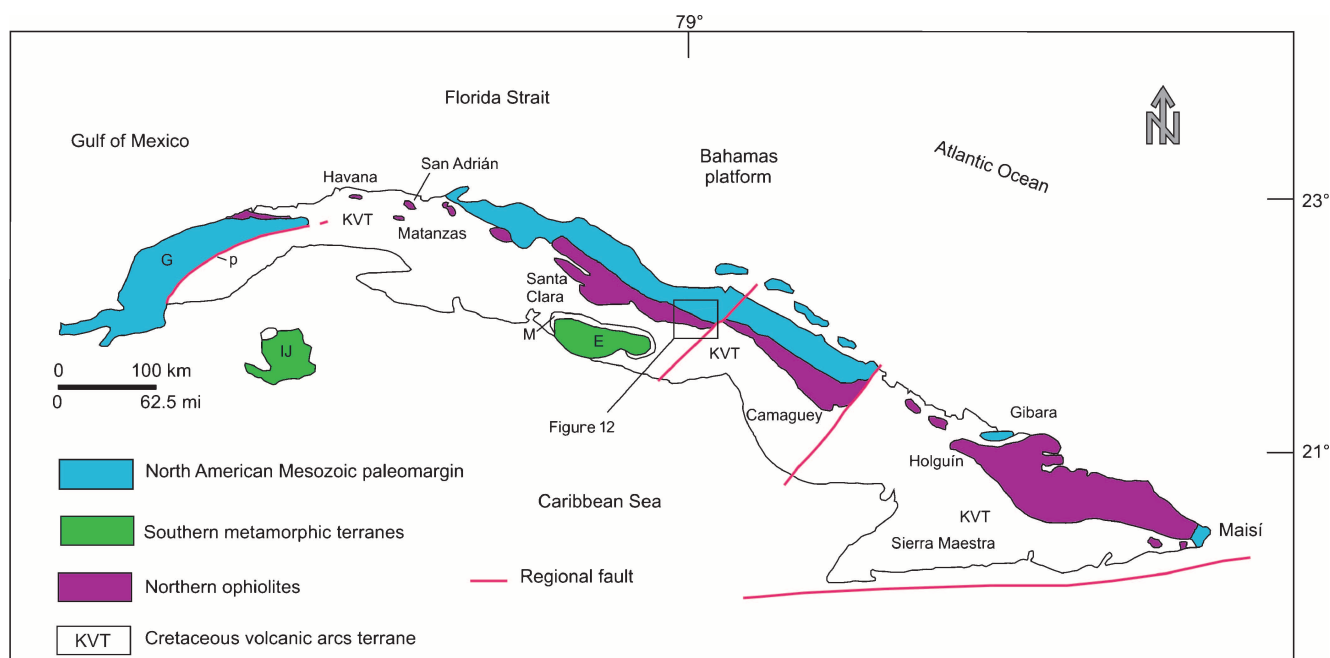 79°
Florida Strait
Gulf of Mexico
San Adrián
Bahamas
platform
Atlantic Ocean
N
Havana
23°
KVT
Matanzas
G
p
Santa
Clara
M
E
KVT
IJ
0 100 km
0 62.5 mi
Figure 12
Camaguey
Gibara
Holguín
21°
North American Mesozoic paleomargin
Caribbean Sea
KVT
Maisí
Southern metamorphic terranes
Sierra Maestra
Northern ophiolites
Regional fault
KVT Cretaceous volcanic arcs terrane